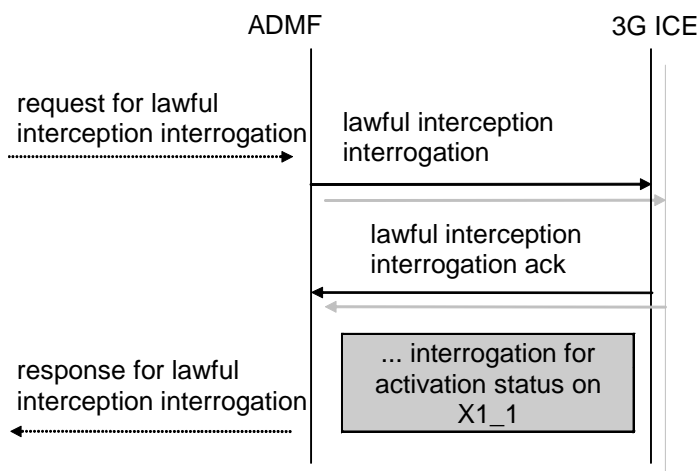 ADMF
3G ICE
request for lawful
interception interrogation
lawful interception
interrogation
lawful interception
interrogation ack
... interrogation for
activation status on
X1_1
response for lawful
interception interrogation